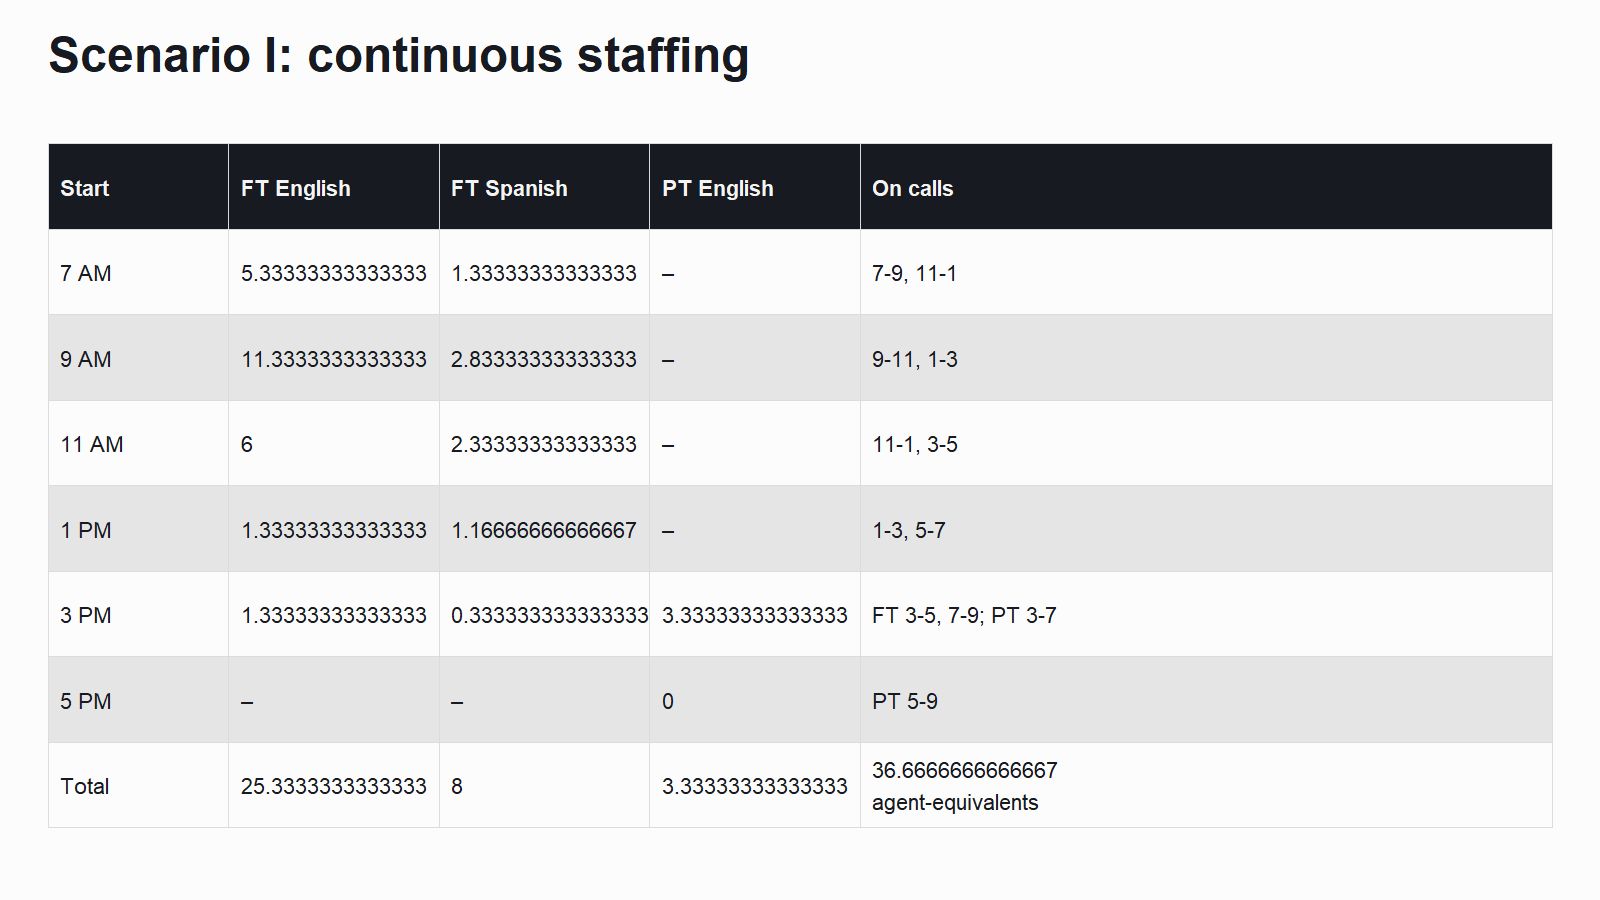 Scenario I: continuous staffing
Start FT English FT Spanish PT English On calls
7 AM 5.33333333333333 1.33333333333333 – 7-9, 11-1
9 AM 11.3333333333333 2.83333333333333 – 9-11, 1-3
11 AM 6 2.33333333333333 – 11-1, 3-5
1 PM 1.33333333333333 1.16666666666667 – 1-3, 5-7
3 PM 1.33333333333333 0.333333333333333 3.33333333333333 FT 3-5, 7-9; PT 3-7
5 PM – – 0 PT 5-9
Total 25.3333333333333 8 3.33333333333333 36.6666666666667
agent-equivalents